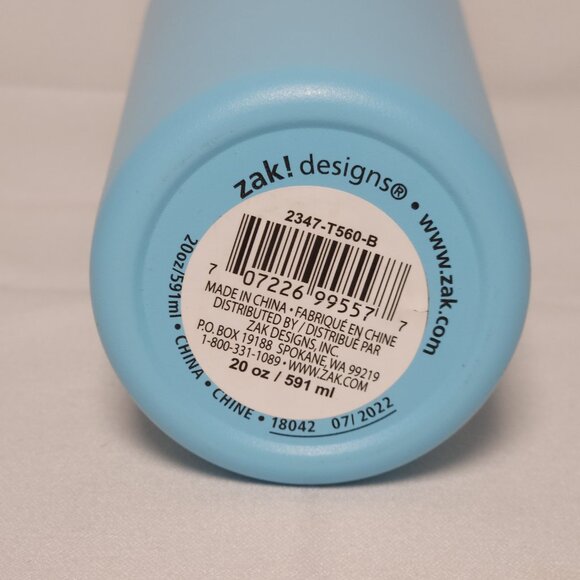 zak! designs® • www.zak.com
2347-T560-B
7 07226 99557 7
MADE IN CHINA • FABRIQUÉ EN CHINE
DISTRIBUTED BY / DISTRIBUÉ PAR
ZAK DESIGNS, INC.
P.O. BOX 19188 SPOKANE, WA 99219
1-800-331-1089 • WWW.ZAK.COM
20 oz / 591 ml
20oz/591ml • CHINA • CHINE • 18042 07/2022